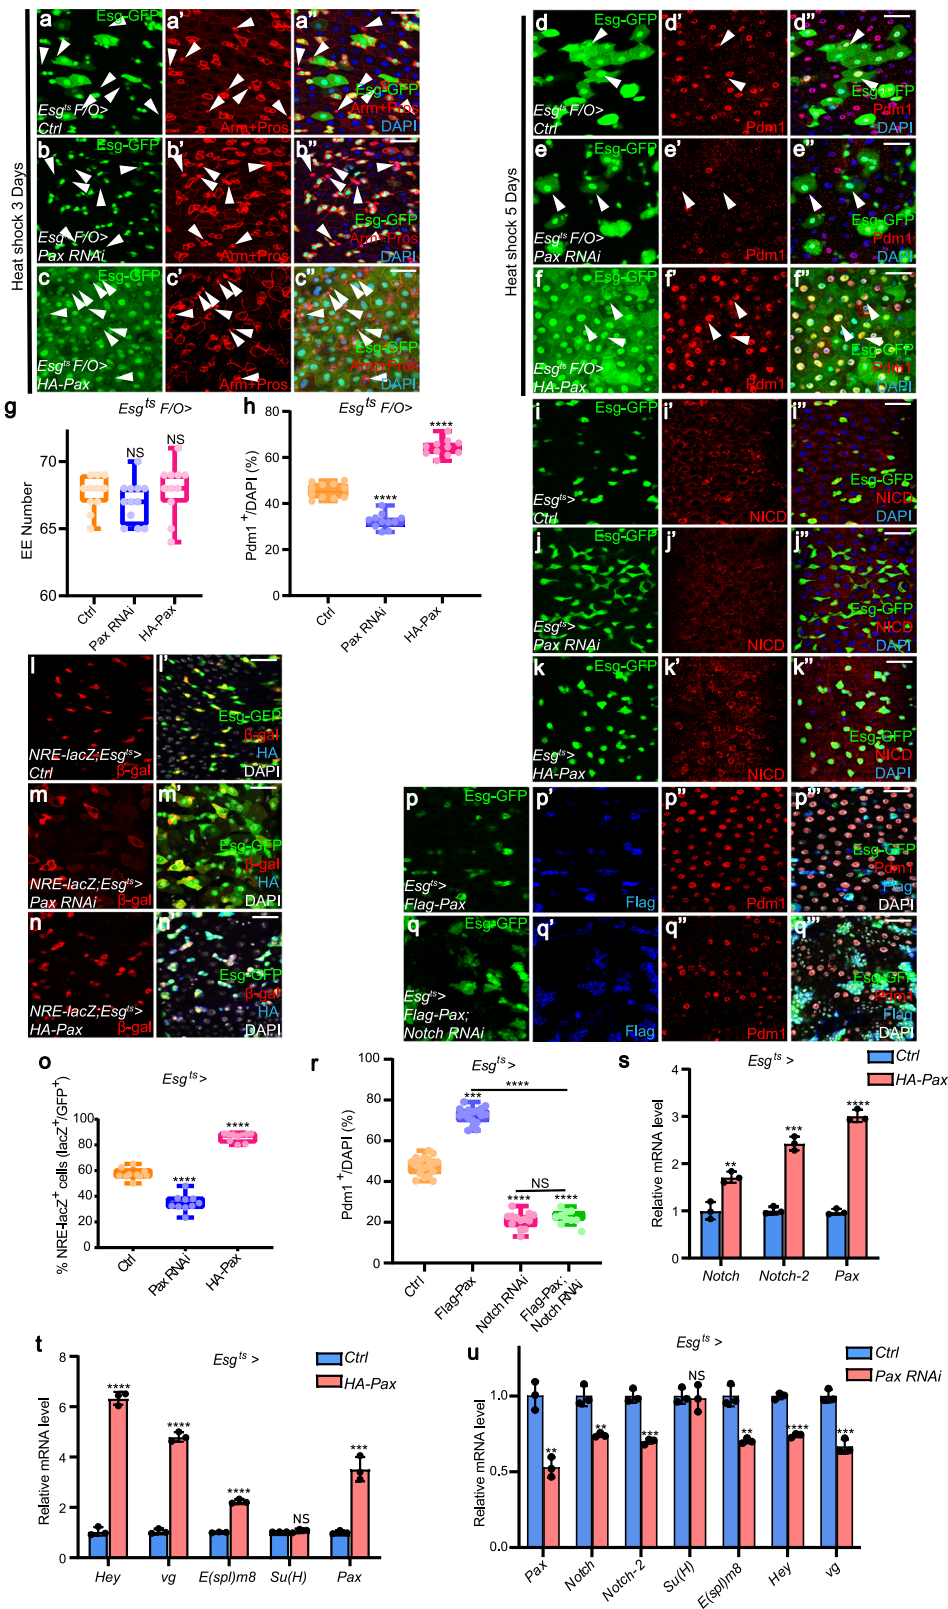 Heat shock 3 Days
a
Esg-GFP
Esgts F/O>
Ctrl
a'
Arm+Pros
a"
Esg-GFP
Arm+Pros
DAPI
b
Esg-GFP
Esgts F/O>
Pax RNAi
b'
Arm+Pros
b"
Esg-GFP
Arm+Pros
DAPI
c
Esg-GFP
Esgts F/O>
HA-Pax
c'
Arm+Pros
c"
Esg-GFP
Arm+Pros
DAPI
Heat shock 5 Days
d
Esg-GFP
Esgts F/O>
Ctrl
d'
Pdm1
d"
Esg-GFP
Pdm1
DAPI
e
Esg-GFP
Esgts F/O>
Pax RNAi
e'
Pdm1
e"
Esg-GFP
Pdm1
DAPI
f
Esg-GFP
Esgts F/O>
HA-Pax
f'
Pdm1
f"
Esg-GFP
Pdm1
DAPI
g
Esgts F/O>
EE Number
70
65
60
NS
NS
Ctrl
Pax RNAi
HA-Pax
h
Esgts F/O>
Pdm1+/DAPI (%)
80
60
40
20
0
****
****
Ctrl
Pax RNAi
HA-Pax
i
Esg-GFP
Esgts>
Ctrl
i'
NICD
i"
Esg-GFP
NICD
DAPI
j
Esg-GFP
Esgts>
Pax RNAi
j'
NICD
j"
Esg-GFP
NICD
DAPI
k
Esg-GFP
Esgts>
HA-Pax
k'
NICD
k"
Esg-GFP
NICD
DAPI
l
NRE-lacZ;Esgts>
Ctrl
β-gal
l'
Esg-GFP
β-gal
HA
DAPI
m
NRE-lacZ;Esgts>
Pax RNAi
β-gal
m'
Esg-GFP
β-gal
HA
DAPI
n
NRE-lacZ;Esgts>
HA-Pax
β-gal
n'
Esg-GFP
β-gal
HA
DAPI
o
Esgts >
% NRE-lacZ+ cells (lacZ+/GFP+)
100
80
60
40
20
0
****
****
Ctrl
Pax RNAi
HA-Pax
p
Esg-GFP
Esgts>
Flag-Pax
p'
Flag
p"
Pdm1
p"'
Esg-GFP
Pdm1
Flag
DAPI
q
Esg-GFP
Esgts>
Flag-Pax;
Notch RNAi
q'
Flag
q"
Pdm1
q"'
Esg-GFP
Pdm1
Flag
DAPI
r
Esgts >
Pdm1+/DAPI (%)
100
80
60
40
20
0
****
***
NS
****
****
Ctrl
Flag-Pax
Notch RNAi
Flag-Pax;
Notch RNAi
s
Esgts >
Ctrl
HA-Pax
Relative mRNA level
4
3
2
1
0
**
***
****
Notch
Notch-2
Pax
t
Esgts >
Ctrl
HA-Pax
Relative mRNA level
8
6
4
2
0
****
****
****
NS
***
Hey
vg
E(spl)m8
Su(H)
Pax
u
Esgts >
Ctrl
Pax RNAi
Relative mRNA level
1.0
0.5
0.0
**
**
***
NS
**
****
***
Pax
Notch
Notch-2
Su(H)
E(spl)m8
Hey
vg